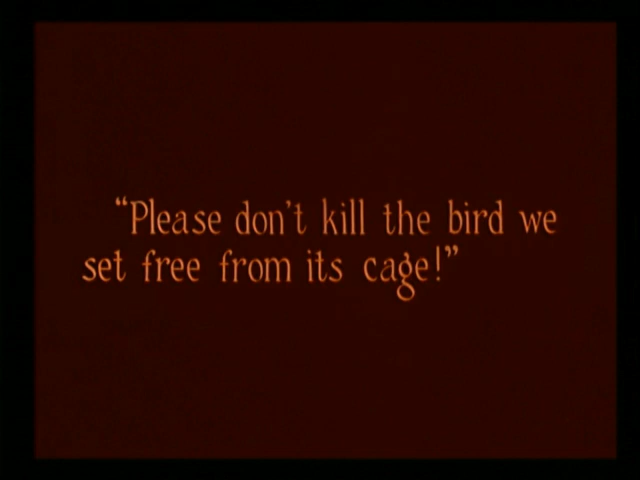 “Please don't kill the bird we
set free from its cage!”